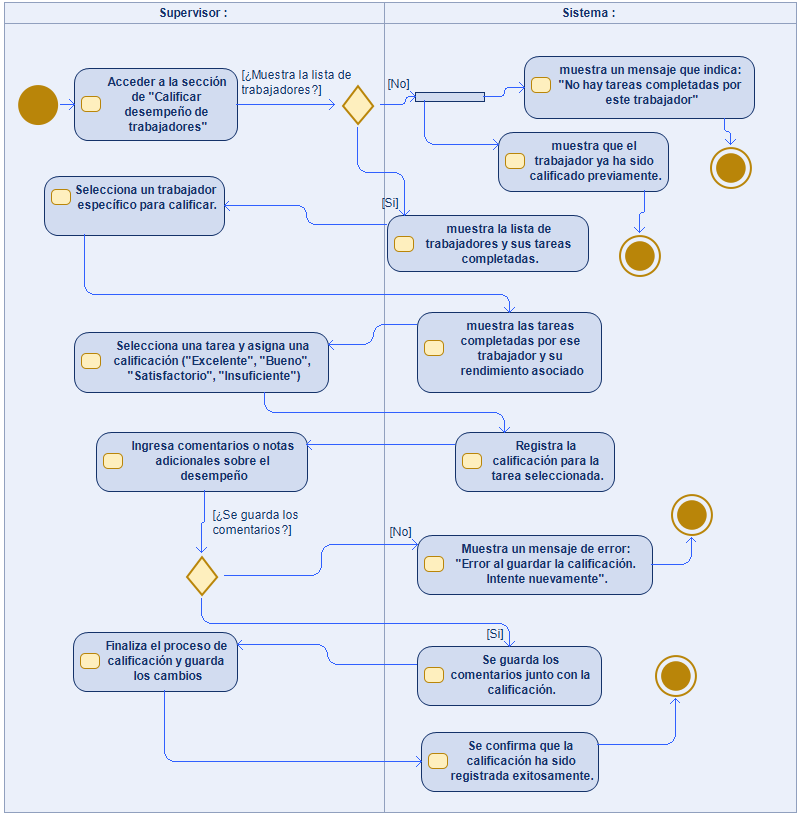 Supervisor :
Sistema :
Acceder a la sección
de "Calificar
desempeño de
trabajadores"
[¿Muestra la lista de
trabajadores?]
[No]
muestra un mensaje que indica:
"No hay tareas completadas por
este trabajador"
muestra que el
trabajador ya ha sido
calificado previamente.
Selecciona un trabajador
específico para calificar.
[Si]
muestra la lista de
trabajadores y sus tareas
completadas.
muestra las tareas
completadas por ese
trabajador y su
rendimiento asociado
Selecciona una tarea y asigna una
calificación ("Excelente", "Bueno",
"Satisfactorio", "Insuficiente")
Registra la
calificación para la
tarea seleccionada.
Ingresa comentarios o notas
adicionales sobre el
desempeño
[¿Se guarda los
comentarios?]
[No]
Muestra un mensaje de error:
"Error al guardar la calificación.
Intente nuevamente".
[Si]
Se guarda los
comentarios junto con la
calificación.
Finaliza el proceso de
calificación y guarda
los cambios
Se confirma que la
calificación ha sido
registrada exitosamente.